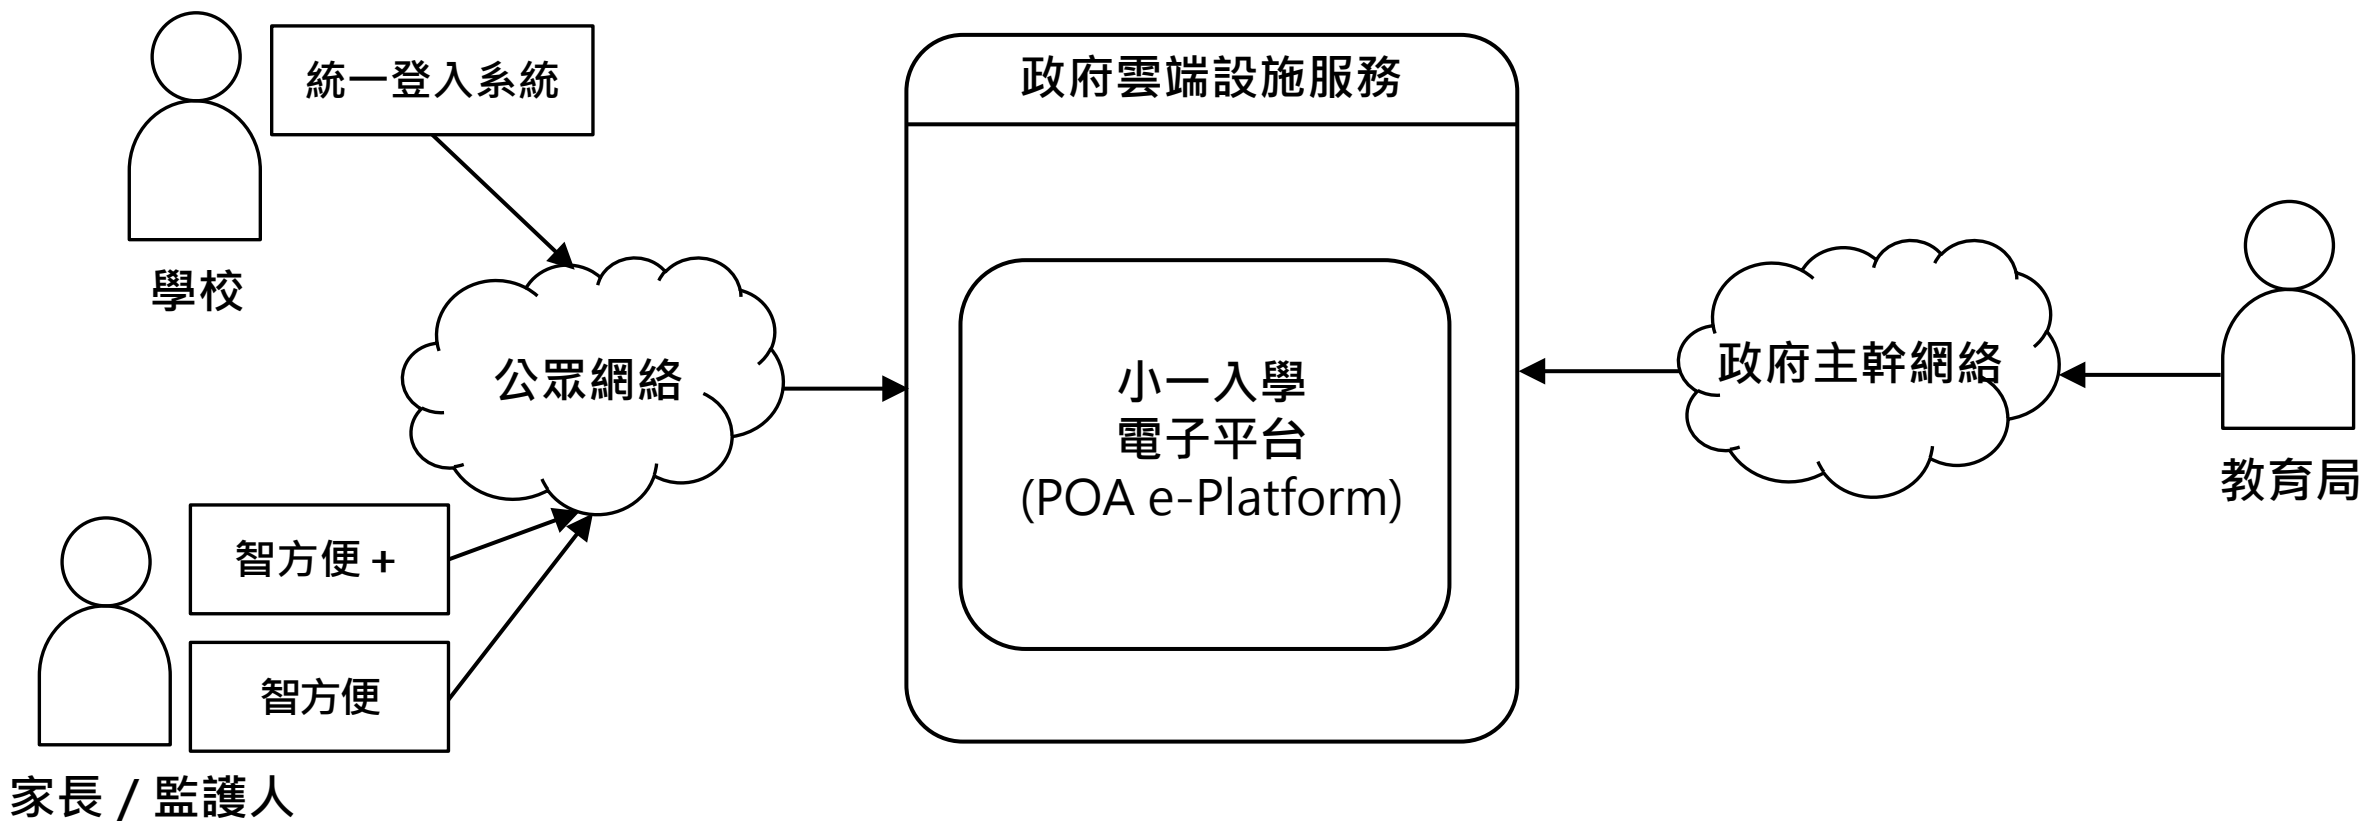 統一登入系統
學校
公眾網絡
智方便 +
智方便
家長 / 監護人
政府雲端設施服務
小一入學
電子平台
(POA e-Platform)
政府主幹網絡
教育局